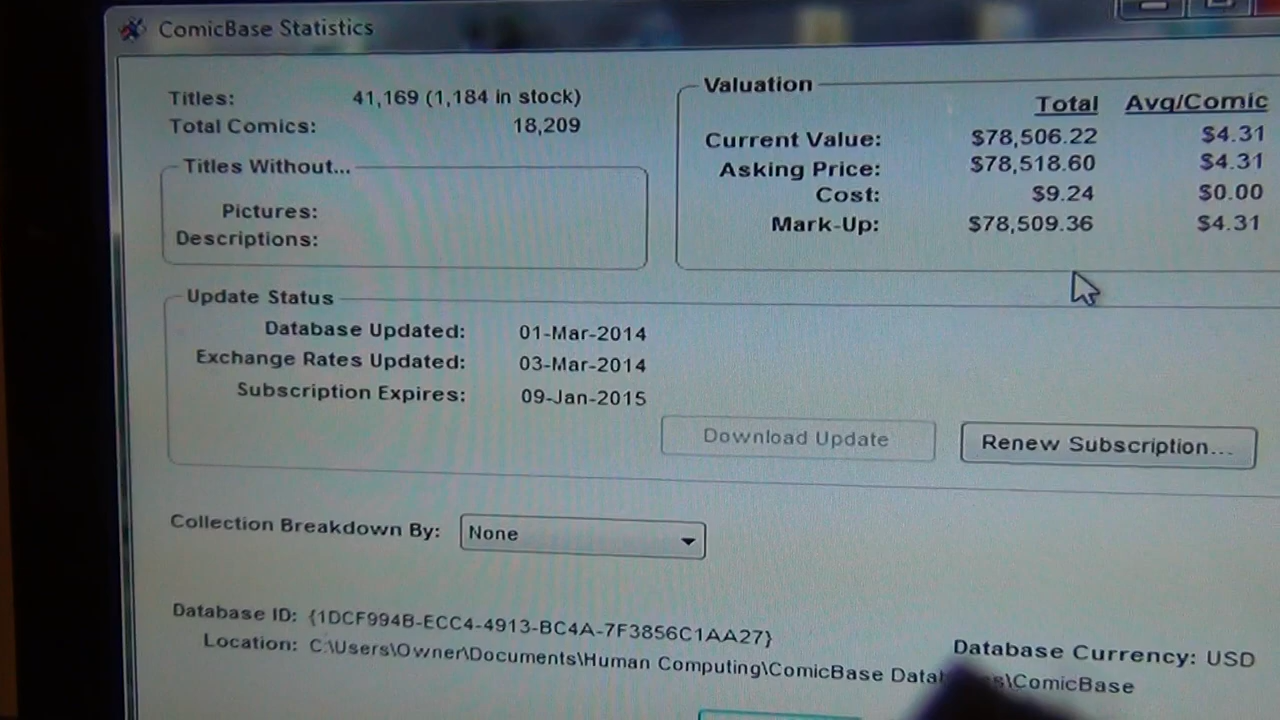 ComicBase Statistics
Titles: 41,169 (1,184 in stock)
Total Comics: 18,209
Titles Without...
Pictures:
Descriptions:
Valuation
Total Avg/Comic
Current Value: $78,506.22 $4.31
Asking Price: $78,518.60 $4.31
Cost: $9.24 $0.00
Mark-Up: $78,509.36 $4.31
Update Status
Database Updated: 01-Mar-2014
Exchange Rates Updated: 03-Mar-2014
Subscription Expires: 09-Jan-2015
Download Update Renew Subscription...
Collection Breakdown By: None
Database ID: {1DCF994B-ECC4-4913-BC4A-7F3856C1AA27}
Database Currency: USD
Location: C:\Users\Owner\Documents\Human Computing\ComicBase \ComicBase